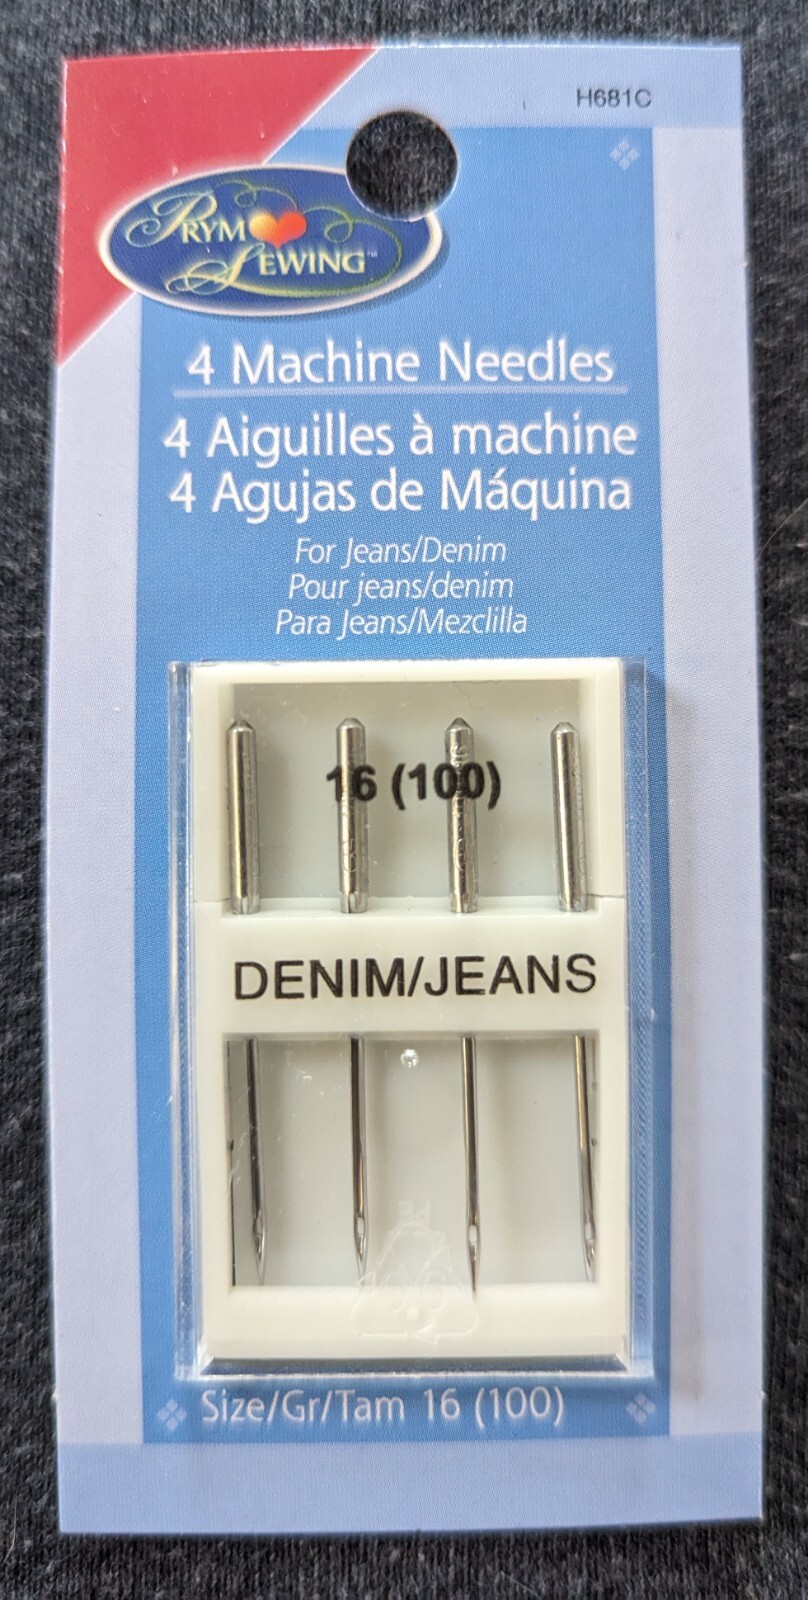 H681C
PRYM
SEWING™
4 Machine Needles
4 Aiguilles à machine
4 Agujas de Máquina
For Jeans/Denim
Pour jeans/denim
Para Jeans/Mezclilla
16 (100)
DENIM/JEANS
Size/Gr/Tam 16 (100)